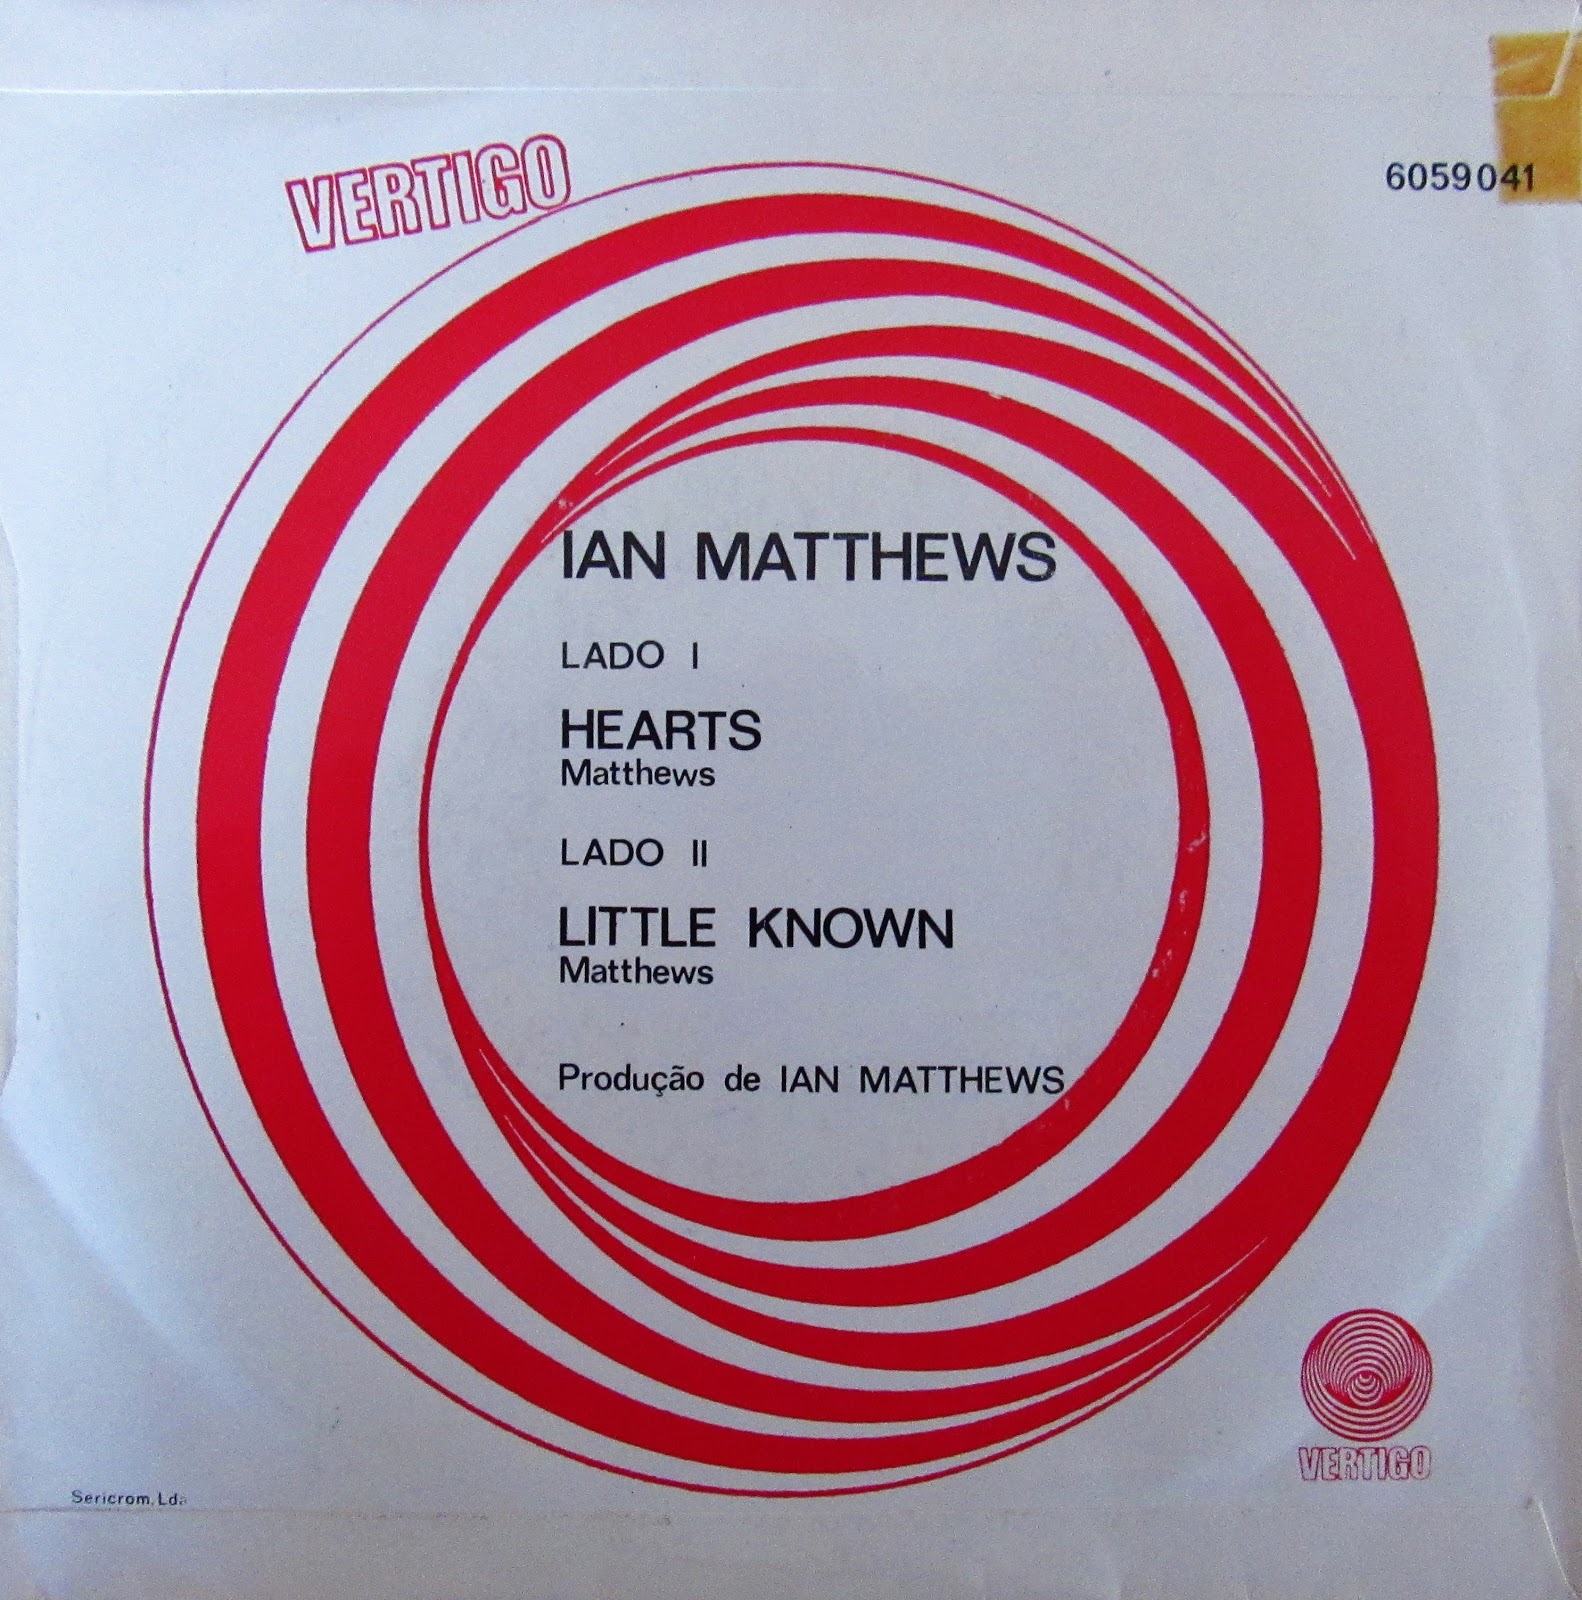 VERTIGO
6059041
IAN MATTHEWS
LADO I
HEARTS
Matthews
LADO II
LITTLE KNOWN
Matthews
Produção de IAN MATTHEWS
VERTIGO
Sericrom, Lda